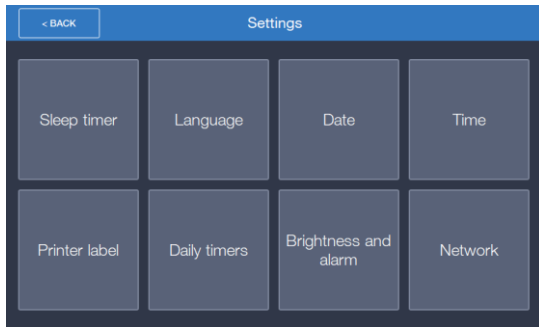 < BACK
Settings
Sleep timer
Language
Date
Time
Printer label
Daily timers
Brightness and
alarm
Network